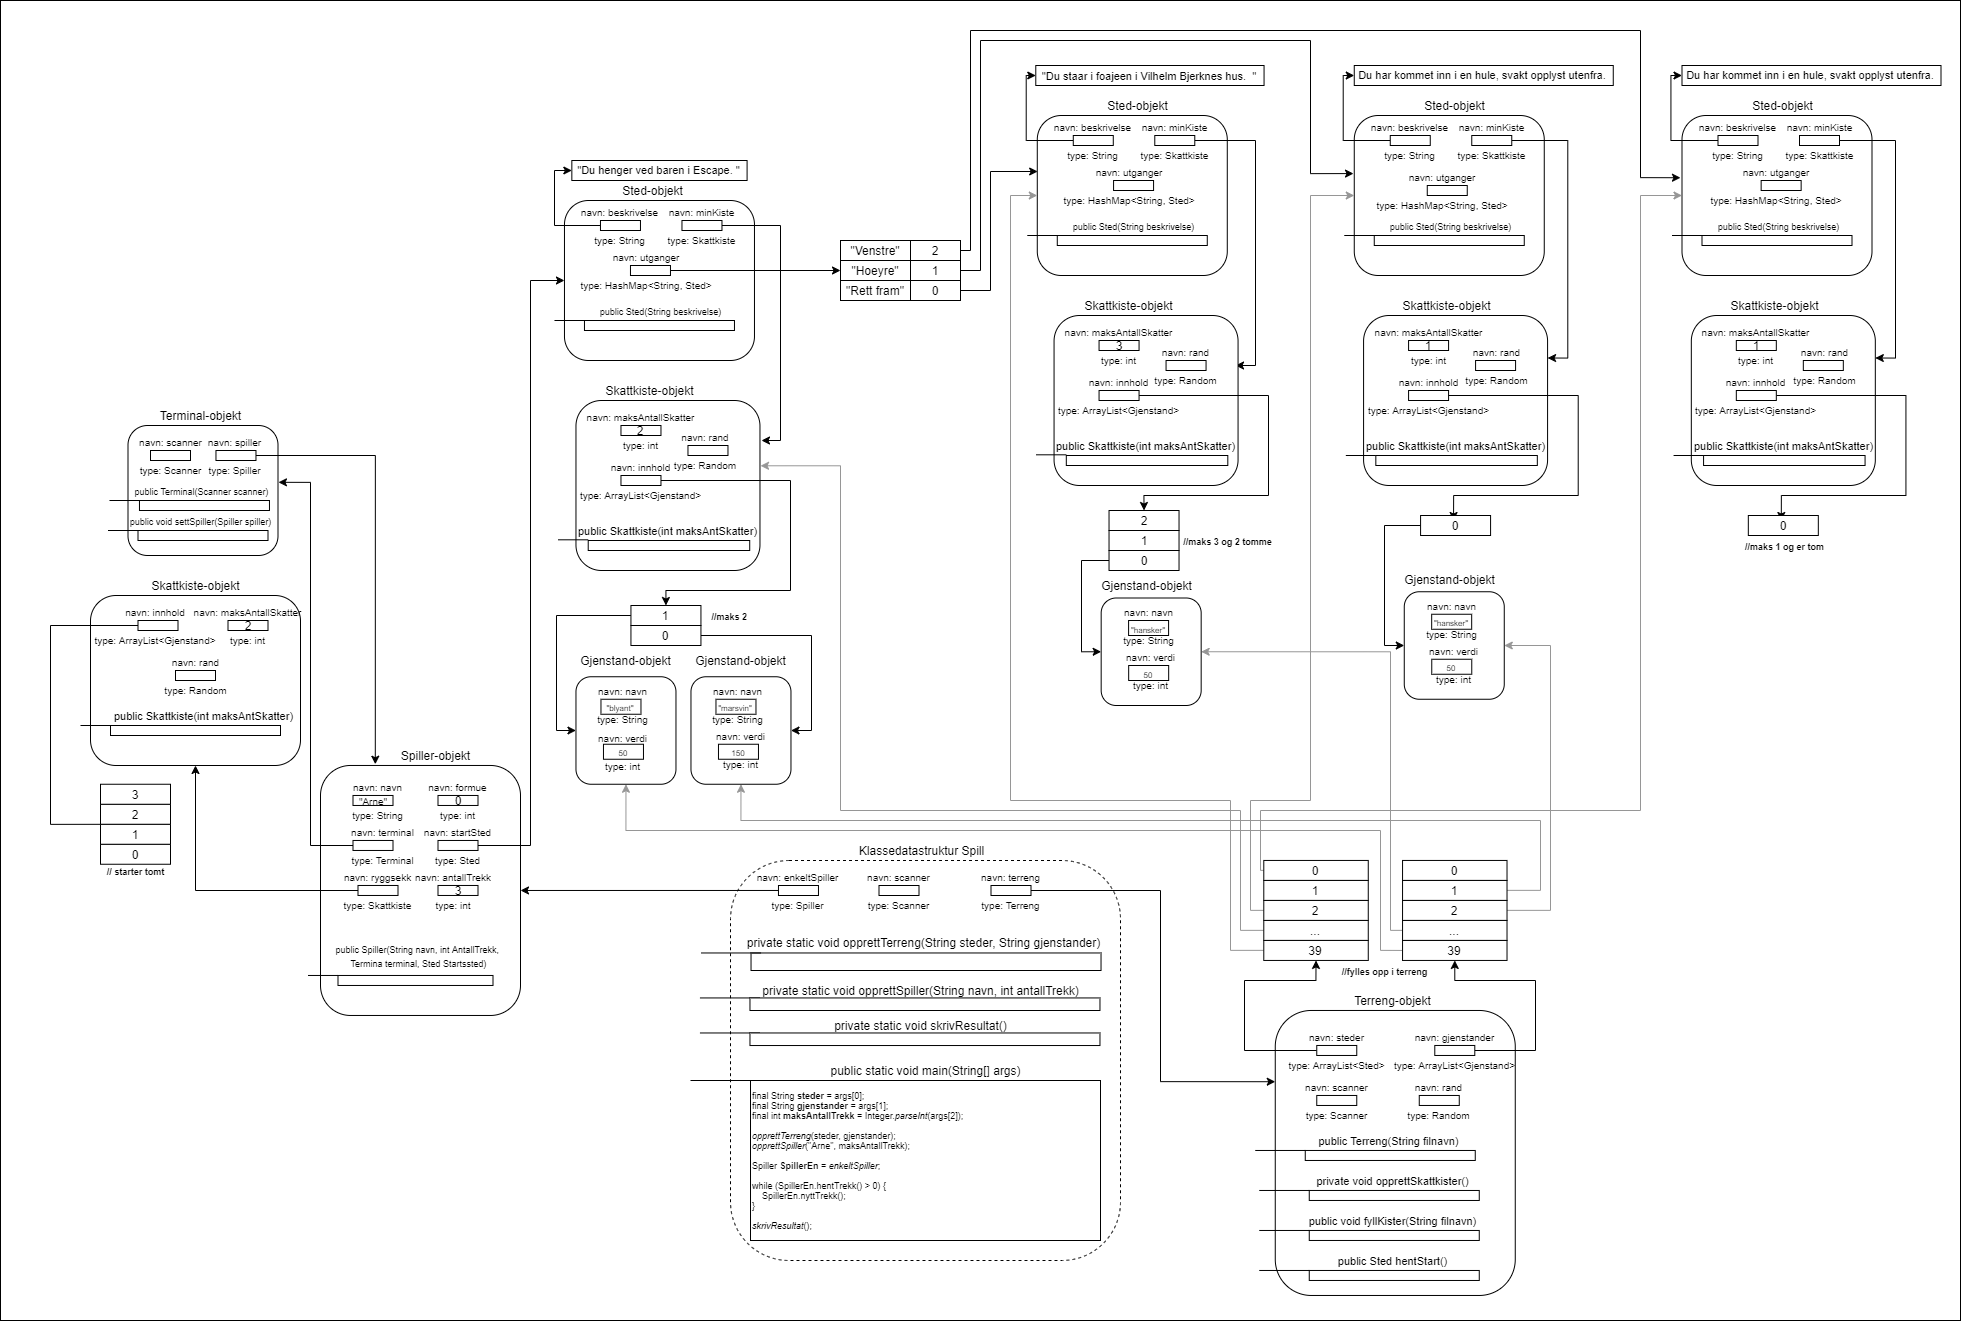 "Du henger ved baren i Escape. "
Sted-objekt
navn: beskrivelse
navn: minKiste
type: String
type: Skattkiste
navn: utganger
type: HashMap<String, Sted>
public Sted(String beskrivelse)
"Venstre" 2
"Hoeyre" 1
"Rett fram" 0
"Du staar i foajeen i Vilhelm Bjerknes hus. "
Sted-objekt
navn: beskrivelse
navn: minKiste
type: String
type: Skattkiste
navn: utganger
type: HashMap<String, Sted>
public Sted(String beskrivelse)
Du har kommet inn i en hule, svakt opplyst utenfra.
Sted-objekt
navn: beskrivelse
navn: minKiste
type: String
type: Skattkiste
navn: utganger
type: HashMap<String, Sted>
public Sted(String beskrivelse)
Du har kommet inn i en hule, svakt opplyst utenfra.
Sted-objekt
navn: beskrivelse
navn: minKiste
type: String
type: Skattkiste
navn: utganger
type: HashMap<String, Sted>
public Sted(String beskrivelse)
Skattkiste-objekt
navn: maksAntallSkatter
2
type: int
navn: rand
type: Random
navn: innhold
type: ArrayList<Gjenstand>
public Skattkiste(int maksAntSkatter)
1
0
//maks 2
Gjenstand-objekt
navn: navn
"blyant"
type: String
navn: verdi
50
type: int
Gjenstand-objekt
navn: navn
"marsvin"
type: String
navn: verdi
150
type: int
Skattkiste-objekt
navn: maksAntallSkatter
3
type: int
navn: rand
type: Random
navn: innhold
type: ArrayList<Gjenstand>
public Skattkiste(int maksAntSkatter)
2
1
0
//maks 3 og 2 tomme
Gjenstand-objekt
navn: navn
"hansker"
type: String
navn: verdi
50
type: int
Skattkiste-objekt
navn: maksAntallSkatter
1
type: int
navn: rand
type: Random
navn: innhold
type: ArrayList<Gjenstand>
public Skattkiste(int maksAntSkatter)
0
Gjenstand-objekt
navn: navn
"hansker"
type: String
navn: verdi
50
type: int
Skattkiste-objekt
navn: maksAntallSkatter
1
type: int
navn: rand
type: Random
navn: innhold
type: ArrayList<Gjenstand>
public Skattkiste(int maksAntSkatter)
0
//maks 1 og er tom
Terminal-objekt
navn: scanner
navn: spiller
type: Scanner
type: Spiller
public Terminal(Scanner scanner)
public void settSpiller(Spiller spiller)
Skattkiste-objekt
navn: innhold
navn: maksAntallSkatter
2
type: ArrayList<Gjenstand>
type: int
navn: rand
type: Random
public Skattkiste(int maksAntSkatter)
3
2
1
0
// starter tomt
Spiller-objekt
navn: navn
navn: formue
"Arne"
0
type: String
type: int
navn: terminal
navn: startSted
type: Terminal
type: Sted
navn: ryggsekk
navn: antallTrekk
3
type: Skattkiste
type: int
public Spiller(String navn, int AntallTrekk,
Termina terminal, Sted Startssted)
Klassedatastruktur Spill
navn: enkeltSpiller
navn: scanner
navn: terreng
type: Spiller
type: Scanner
type: Terreng
private static void opprettTerreng(String steder, String gjenstander)
private static void opprettSpiller(String navn, int antallTrekk)
private static void skrivResultat()
public static void main(String[] args)
final String steder = args[0];
final String gjenstander = args[1];
final int maksAntallTrekk = Integer.parseInt(args[2]);
opprettTerreng(steder, gjenstander);
opprettSpiller("Arne", maksAntallTrekk);
Spiller SpillerEn = enkeltSpiller;
while (SpillerEn.hentTrekk() > 0) {
SpillerEn.nyttTrekk();
}
skrivResultat();
0
1
2
...
39
0
1
2
...
39
//fylles opp i terreng
Terreng-objekt
navn: steder
navn: gjenstander
type: ArrayList<Sted>
type: ArrayList<Gjenstand>
navn: scanner
navn: rand
type: Scanner
type: Random
public Terreng(String filnavn)
private void opprettSkattkister()
public void fyllKister(String filnavn)
public Sted hentStart()